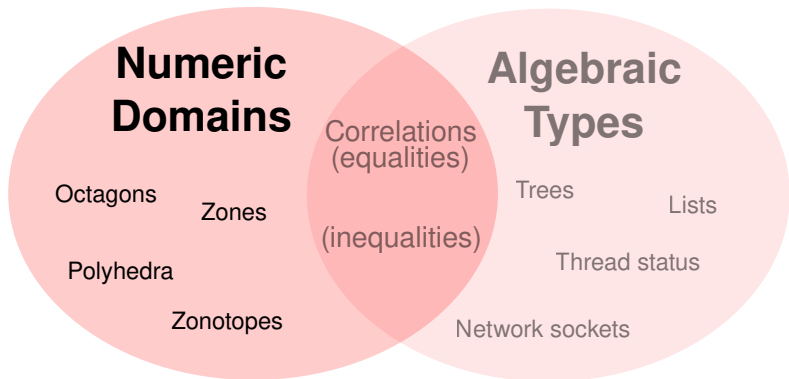 Numeric
Domains
Octagons
Zones
Polyhedra
Zonotopes
Correlations
(equalities)
(inequalities)
Algebraic
Types
Trees
Lists
Thread status
Network sockets